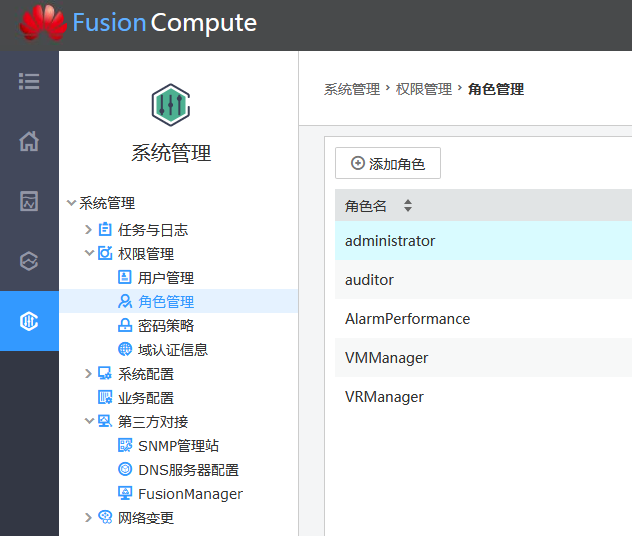 FusionCompute
系统管理
系统管理 › 权限管理 › 角色管理
系统管理
任务与日志
权限管理
用户管理
角色管理
密码策略
域认证信息
系统配置
业务配置
第三方对接
SNMP管理站
DNS服务器配置
FusionManager
网络变更
添加角色
角色名
administrator
auditor
AlarmPerformance
VMManager
VRManager